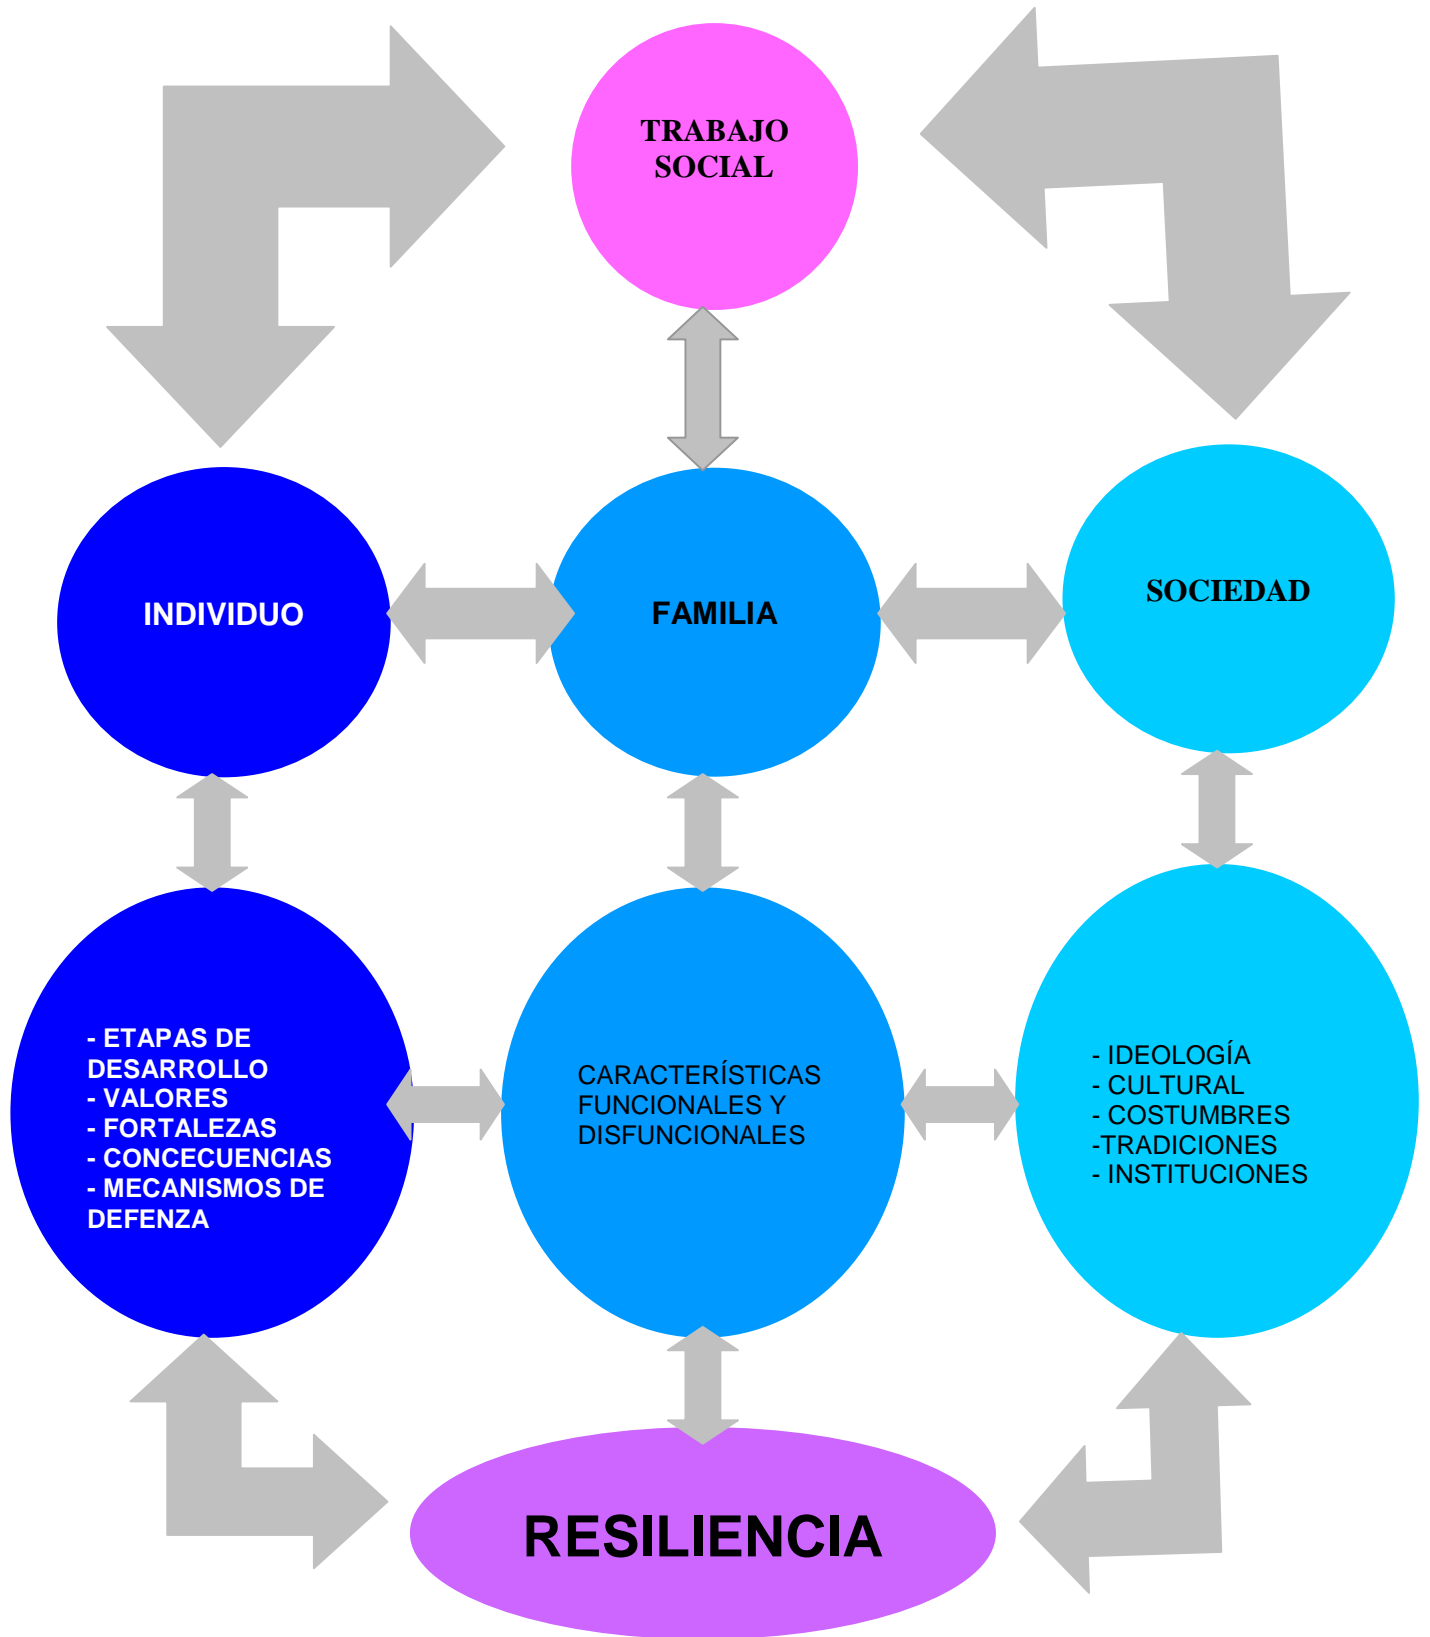 TRABAJO
SOCIAL
INDIVIDUO
FAMILIA
SOCIEDAD
- ETAPAS DE
DESARROLLO
- VALORES
- FORTALEZAS
- CONCECUENCIAS
- MECANISMOS DE
DEFENZA
CARACTERÍSTICAS
FUNCIONALES Y
DISFUNCIONALES
- IDEOLOGÍA
- CULTURAL
- COSTUMBRES
-TRADICIONES
- INSTITUCIONES
RESILIENCIA